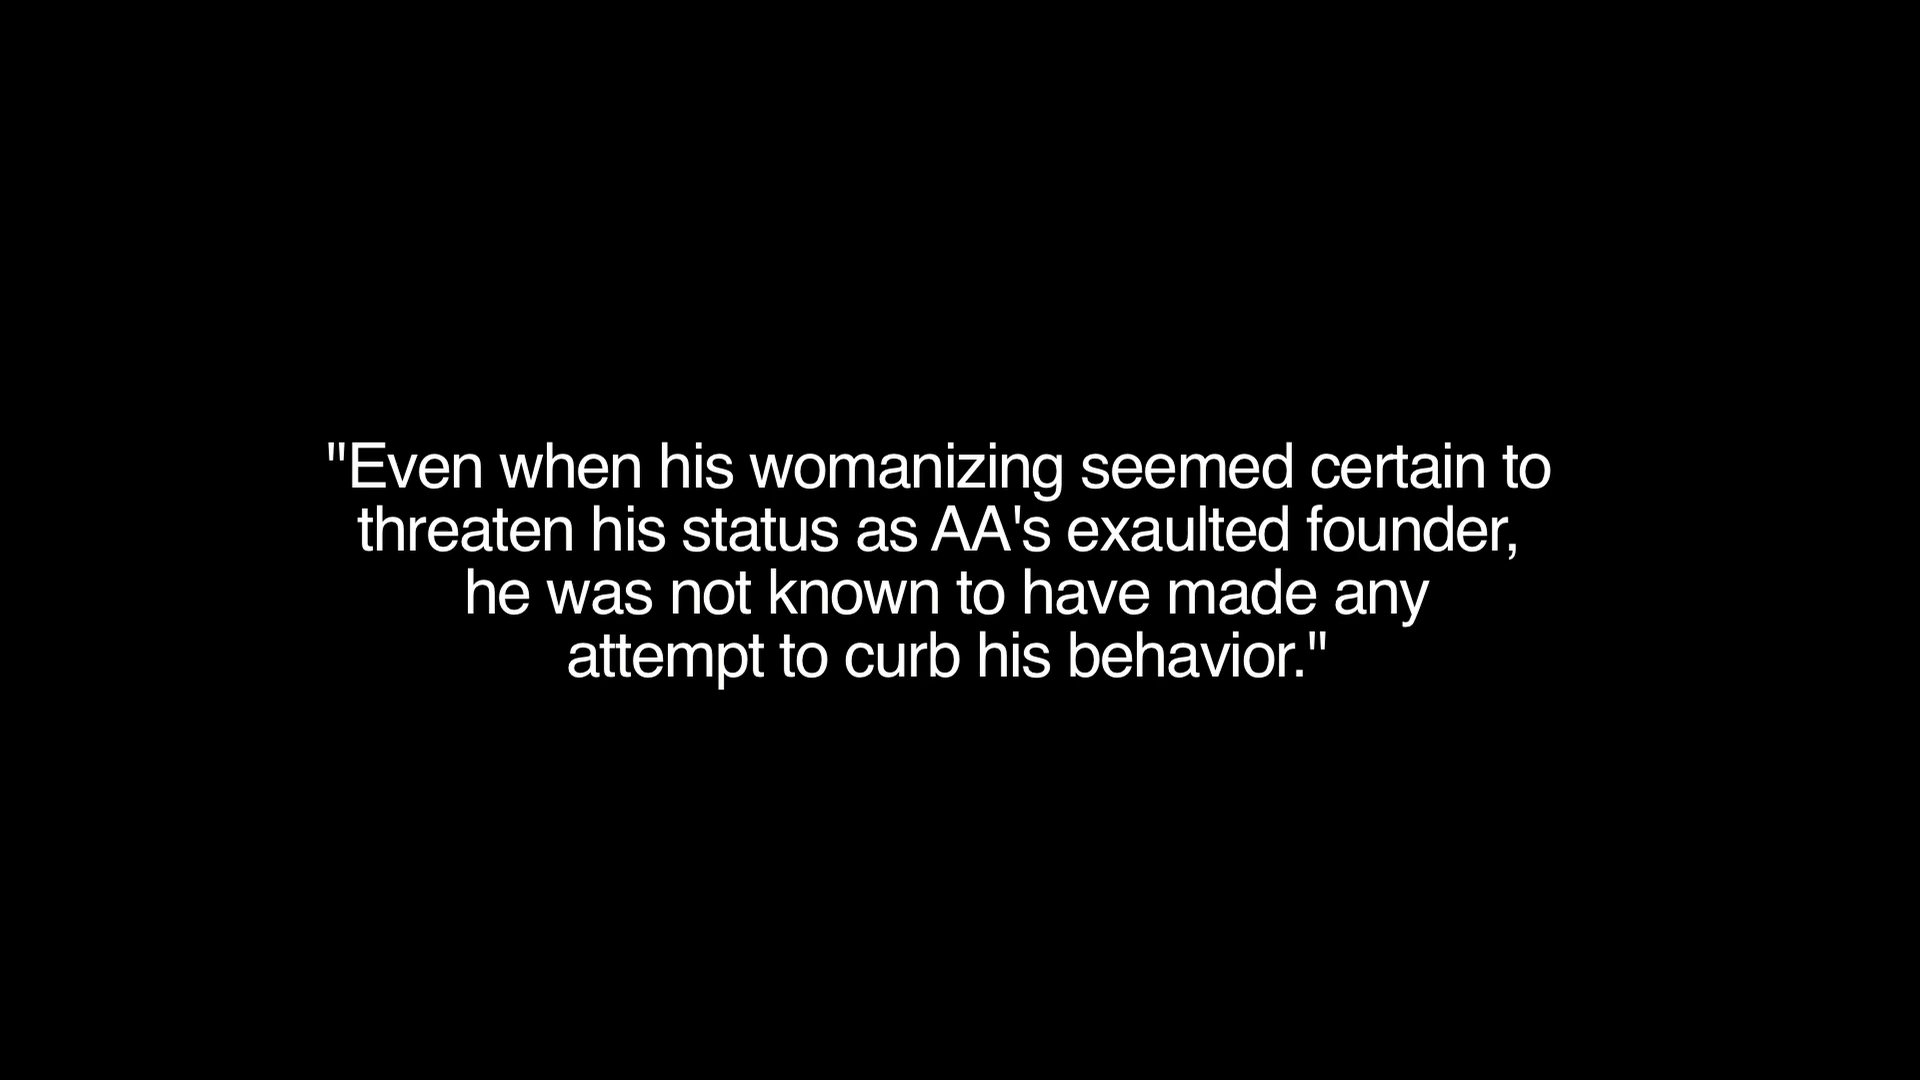 "Even when his womanizing seemed certain to
threaten his status as AA's exaulted founder,
he was not known to have made any
attempt to curb his behavior."